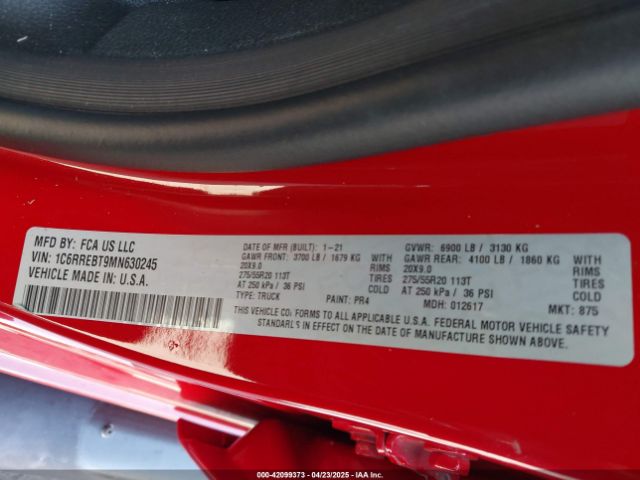 MFD BY: FCA US LLC
VIN: 1C6RREBT9MN630245
VEHICLE MADE IN: U.S.A.
DATE OF MFR (BUILT): 1-21
GAWR FRONT: 3700 LB / 1679 KG WITH
20X9.0 RIMS
275/55R20 113T TIRES
AT 250 kPa / 36 PSI COLD
TYPE: TRUCK PAINT: PR4
GVWR: 6900 LB / 3130 KG
GAWR REAR: 4100 LB / 1860 KG WITH
20X9.0 RIMS
275/55R20 113T TIRES
AT 250 kPa / 36 PSI COLD
MDH: 012617 MKT: 875
THIS VEHICLE CONFORMS TO ALL APPLICABLE U.S.A. FEDERAL MOTOR VEHICLE SAFETY
STANDARDS IN EFFECT ON THE DATE OF MANUFACTURE SHOWN ABOVE.
000-42099373 - 04/23/2025 - IAA Inc.